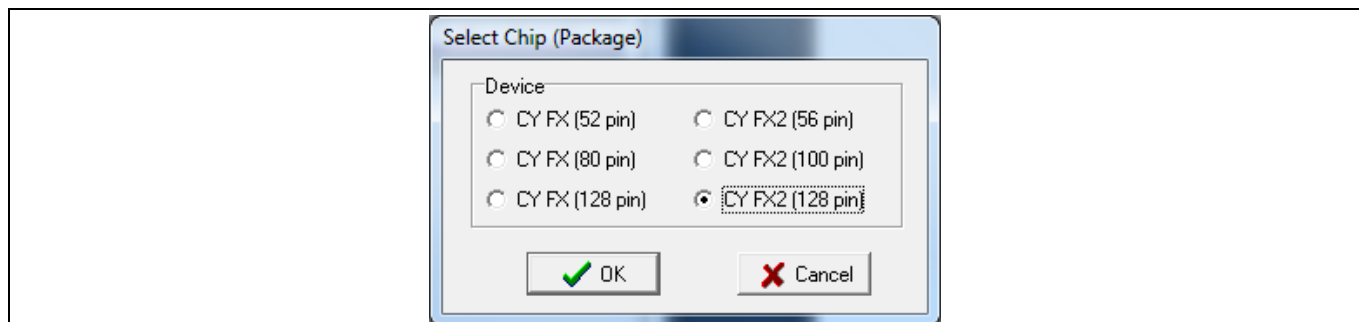 Select Chip (Package)
Device
CY FX (52 pin) CY FX2 (56 pin)
CY FX (80 pin) CY FX2 (100 pin)
CY FX (128 pin) CY FX2 (128 pin)
OK Cancel